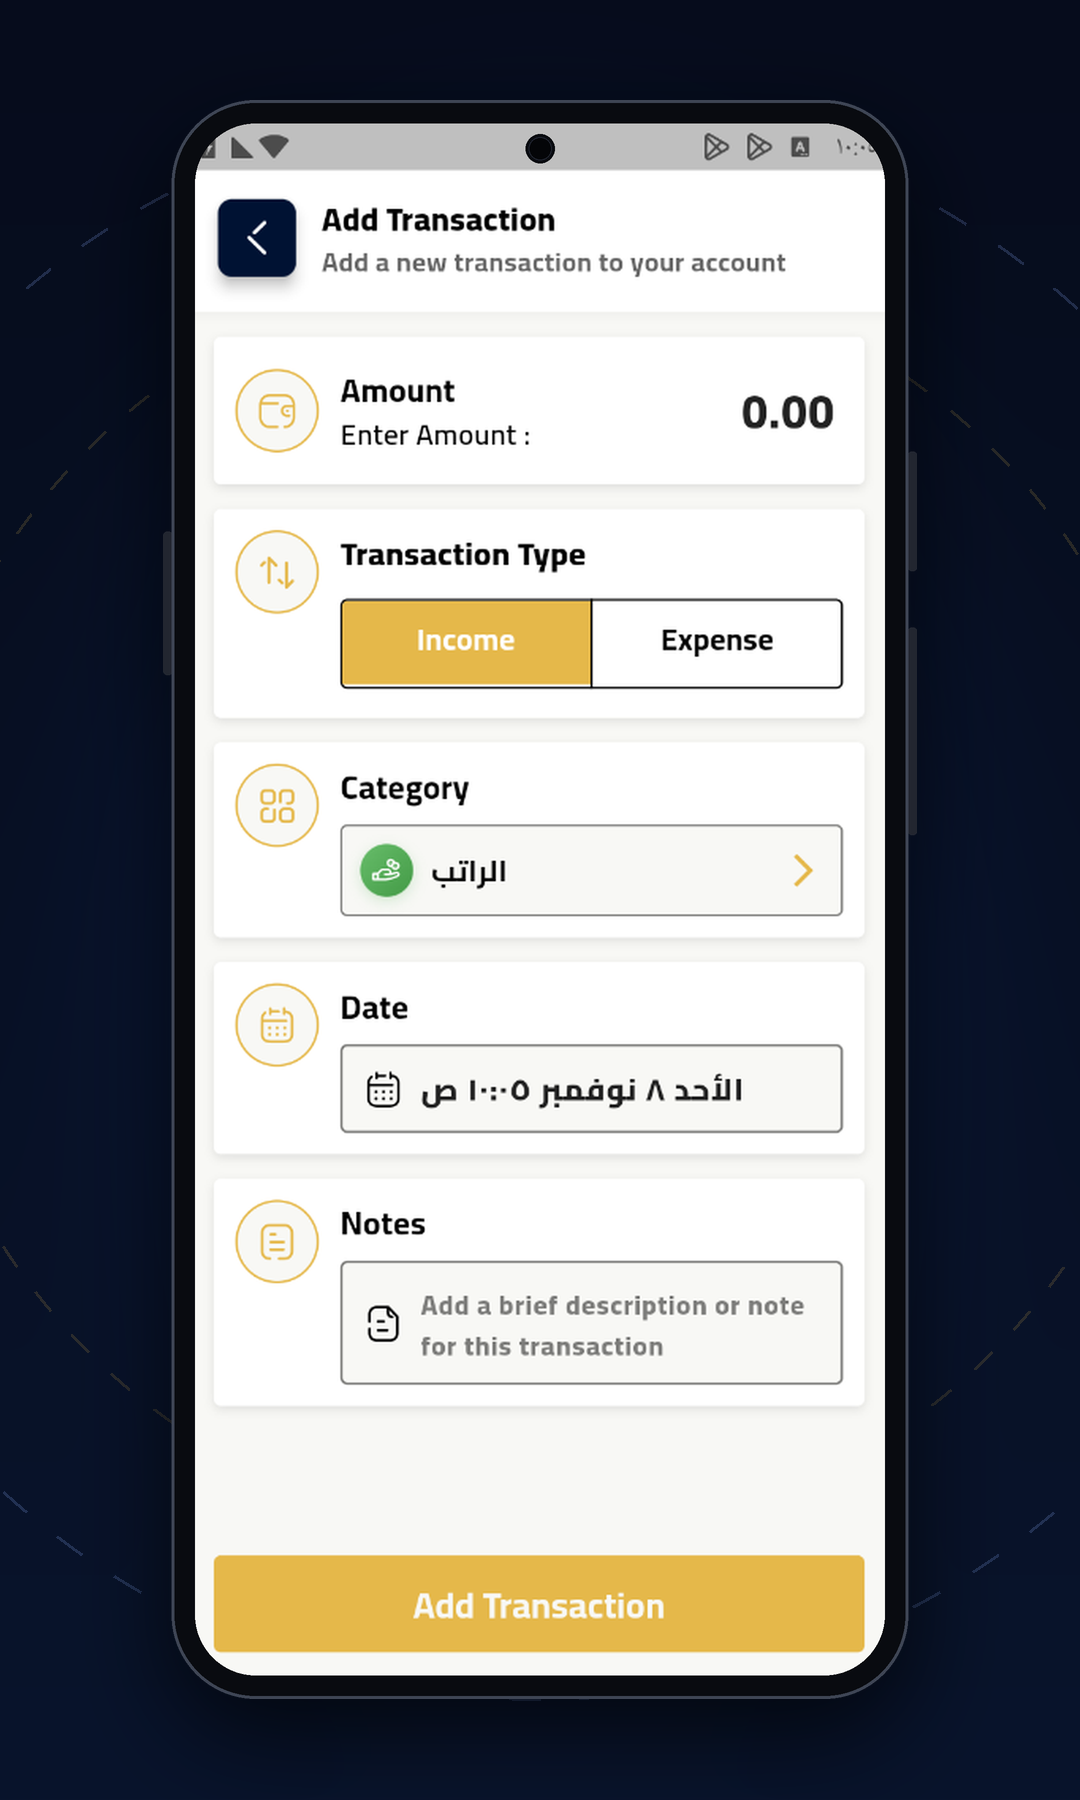 Add Transaction
Add a new transaction to your account
Amount
Enter Amount :
0.00
Transaction Type
Income
Expense
Category
الراتب
Date
الأحد ٨ نوفمبر ١٠:٠٥ ص
Notes
Add a brief description or note
for this transaction
Add Transaction